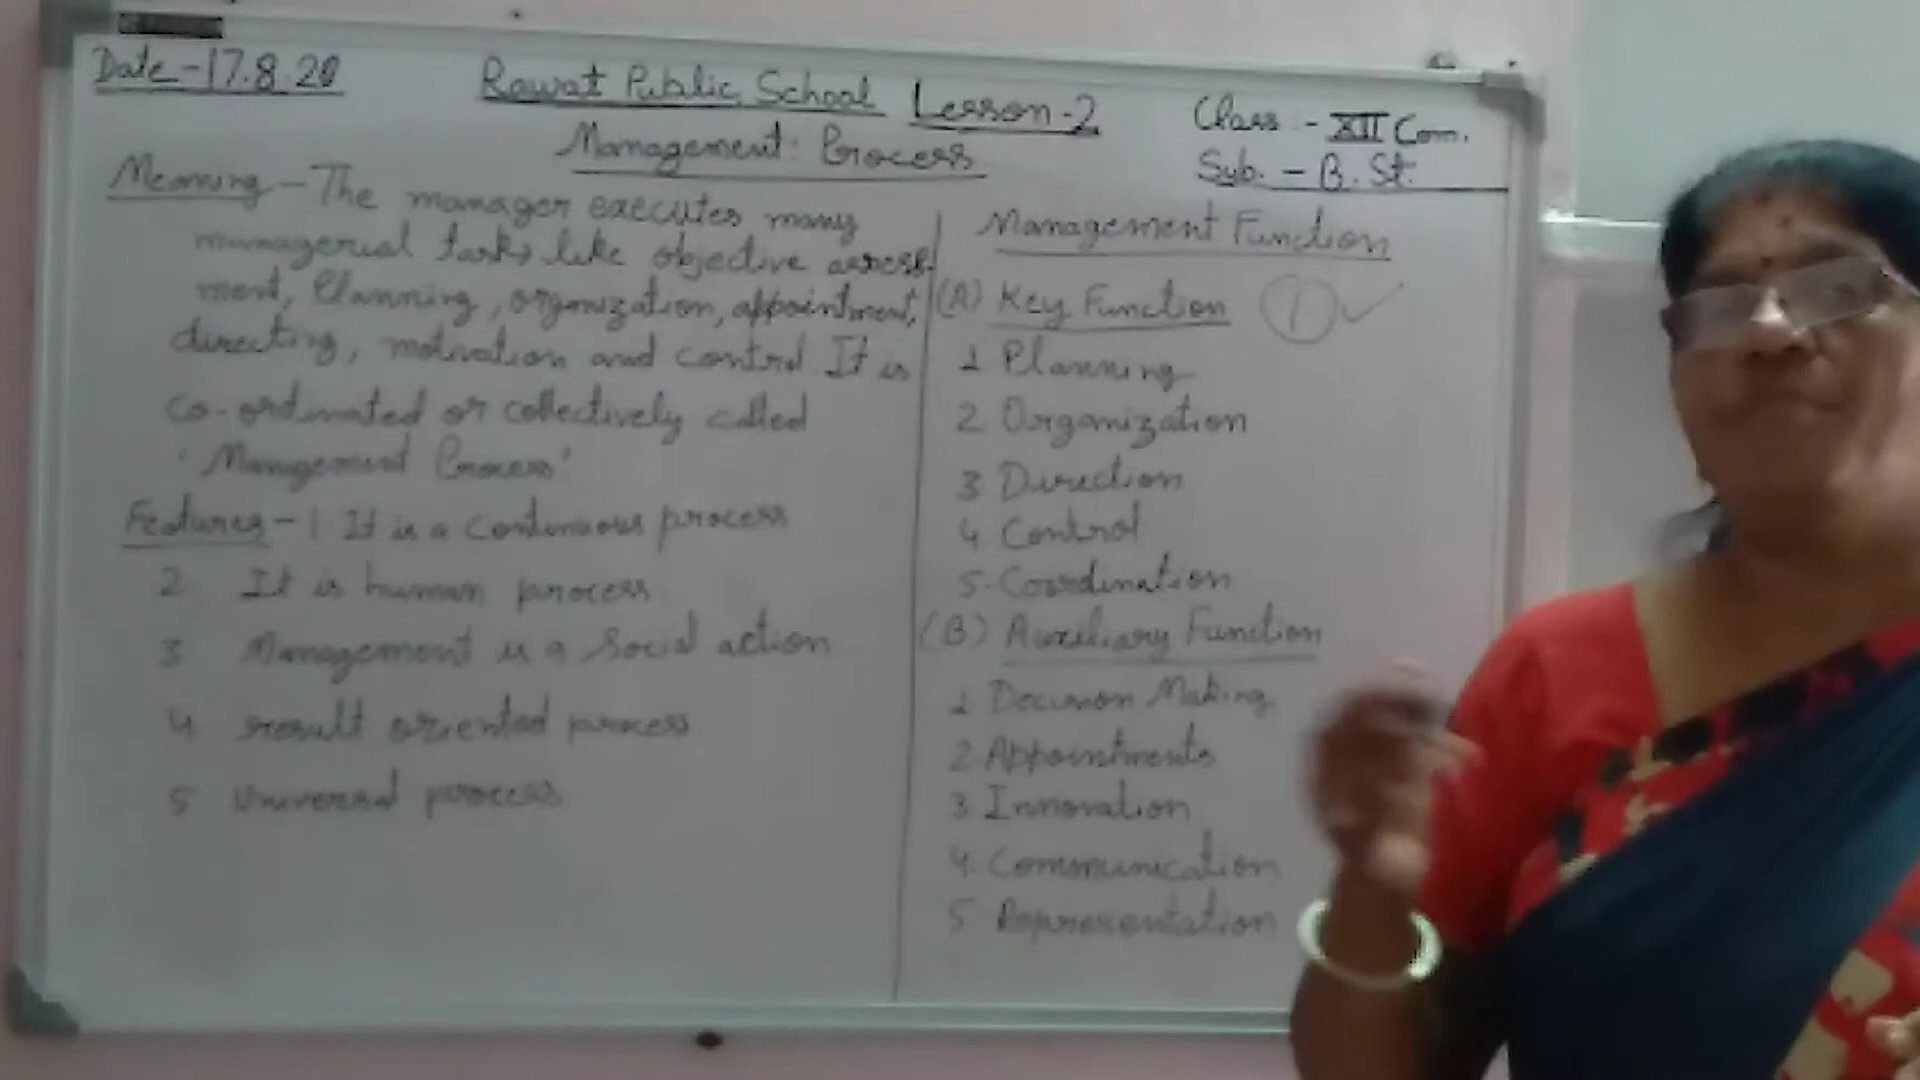 Date - 17.8.20
Rawat Public School Lesson-2
Class :- XII Com.
Management: Process
Sub. - B. St.
Meaning - The manager executes many
managerial tasks like objective assess
ment, Planning, organization, appointment,
directing, motivation and control. It is
co-ordinated or collectively called
'Management Process'
Features - 1 It is a continuous process
2 It is human process
3 Management is a Social action
4 result oriented process
5 Universal process
Management Function
(A) Key Function 1 ✓
1 Planning
2 Organization
3 Direction
4 Control
5. Coordination
(B) Auxiliary Function
1 Decision Making
2 Appointments
3 Innovation
4. Communication
5 Representation